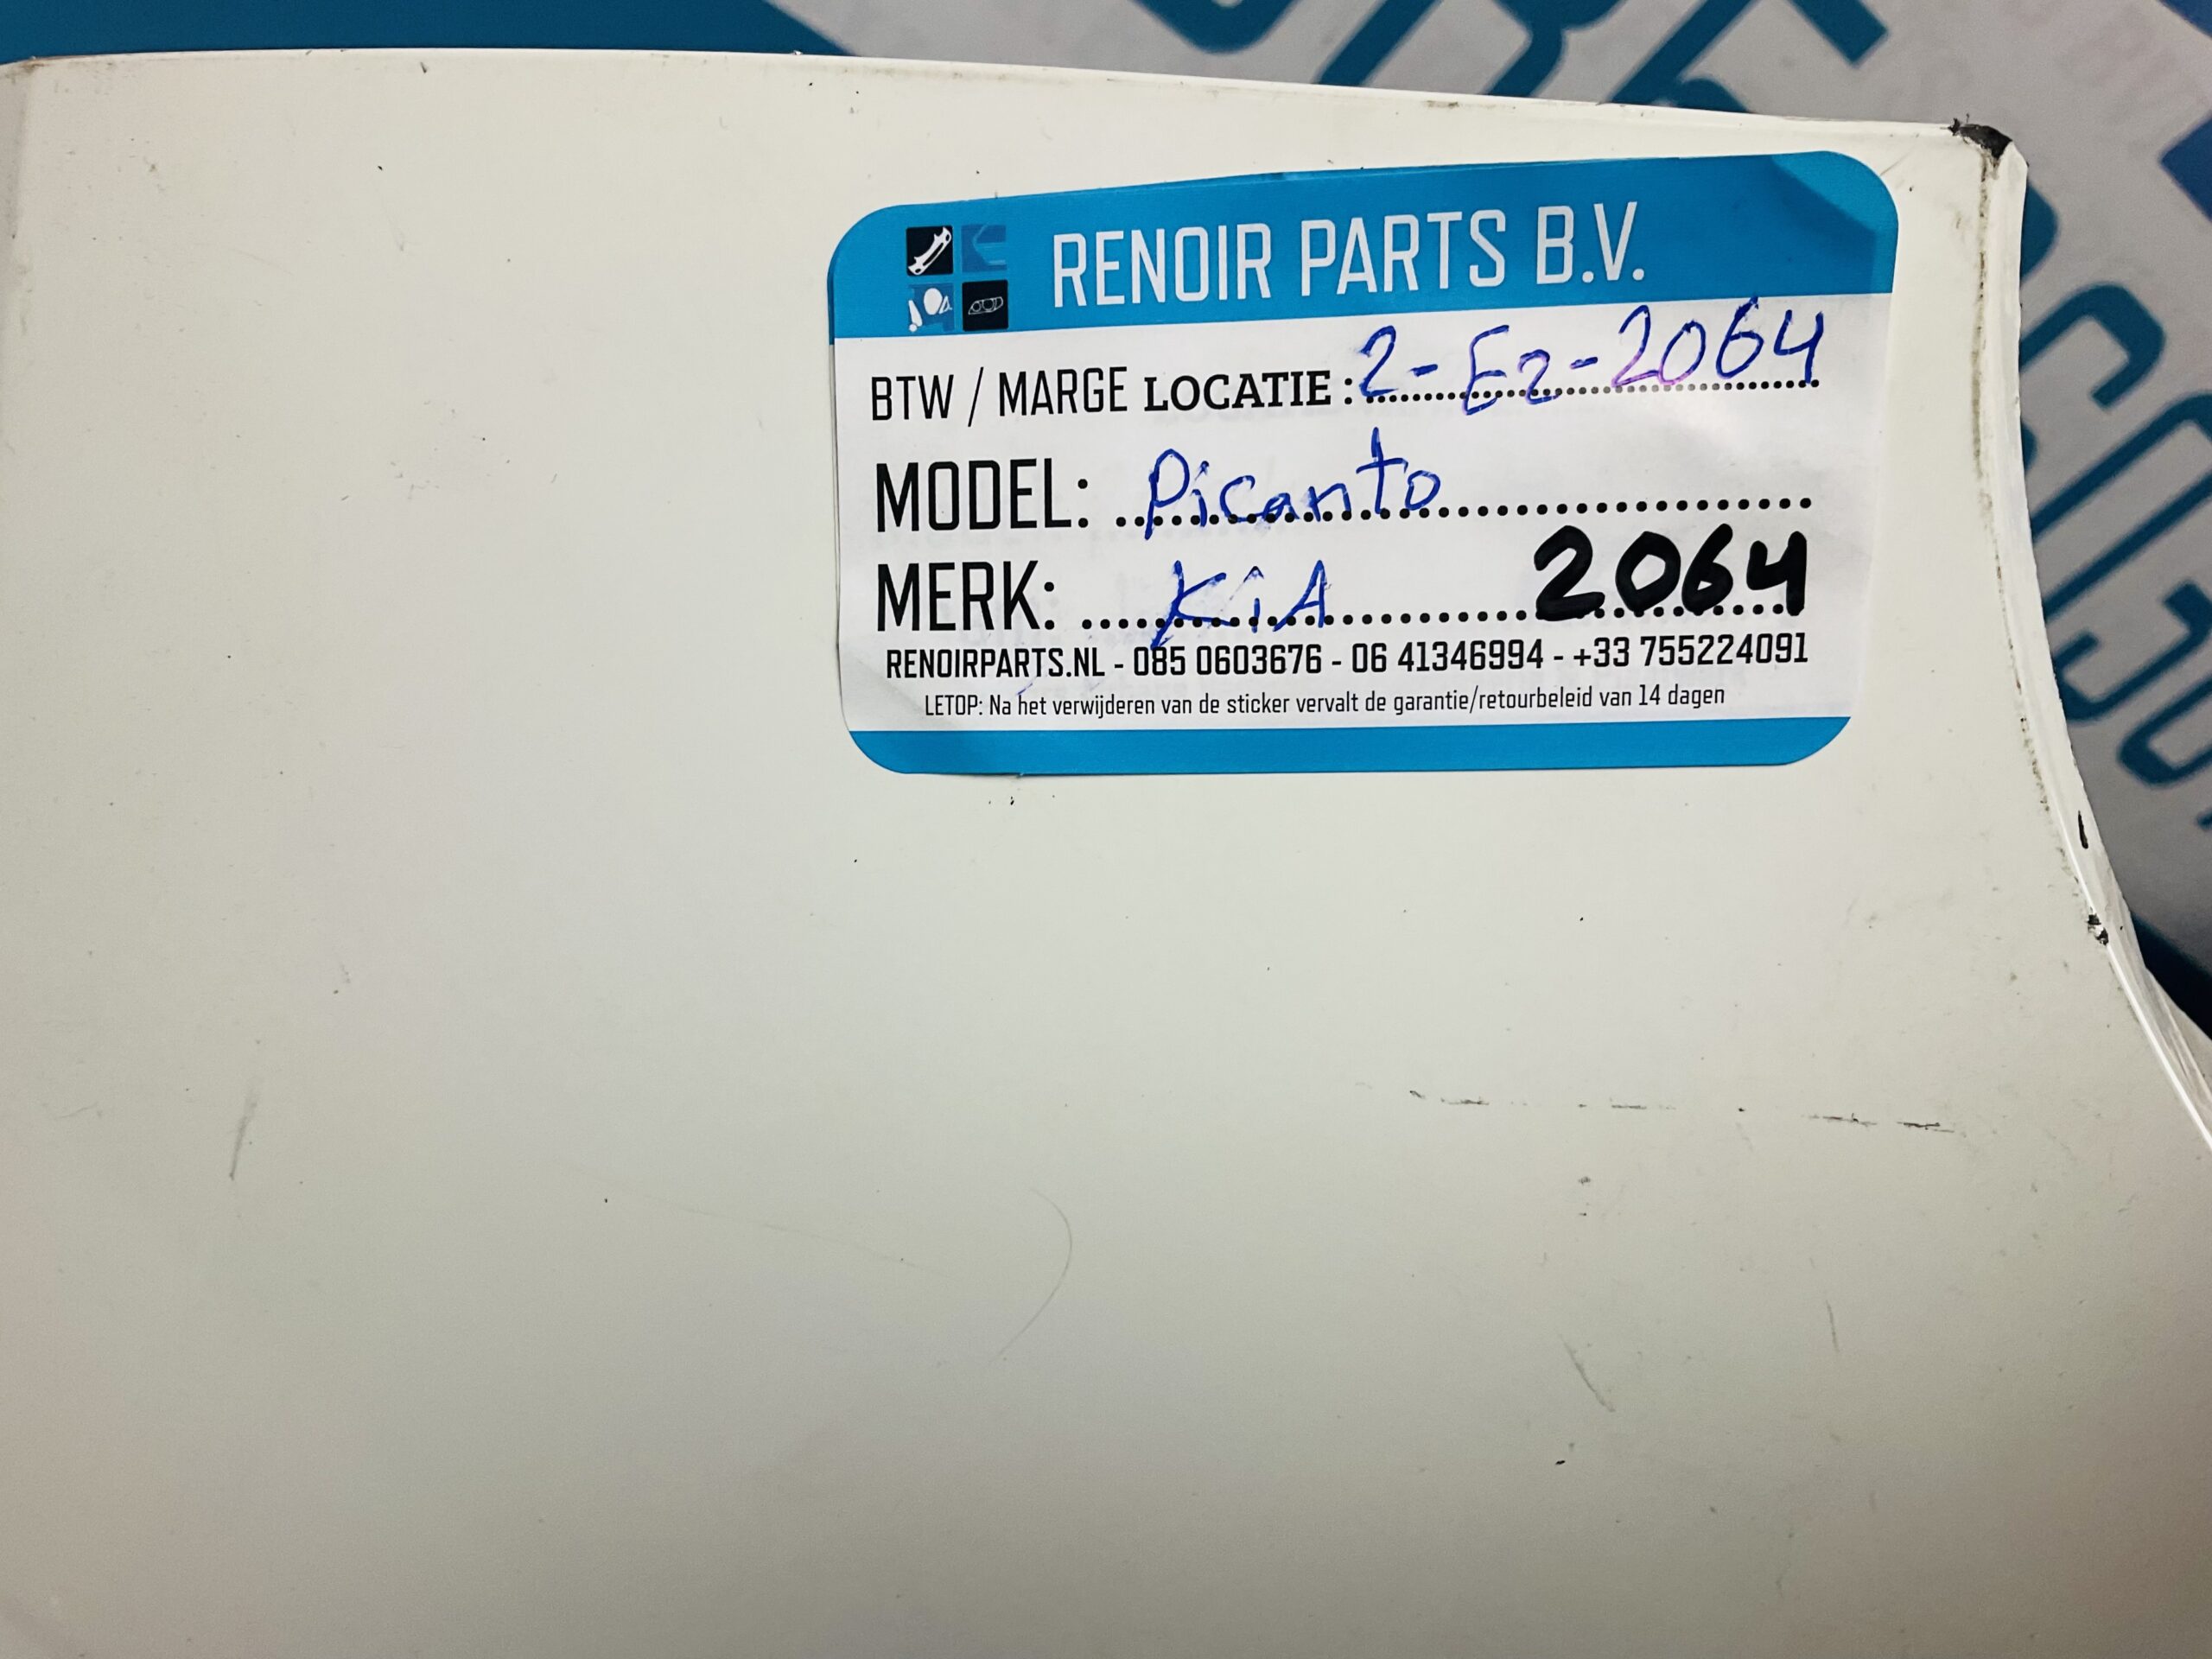 RENOIR PARTS B.V.
BTW / MARGE LOCATIE : 2-E2-2064
MODEL: Picanto
MERK: KiA 2064
RENOIRPARTS.NL - 085 0603676 - 06 41346994 - +33 755224091
LETOP: Na het verwijderen van de sticker vervalt de garantie/retourbeleid van 14 dagen